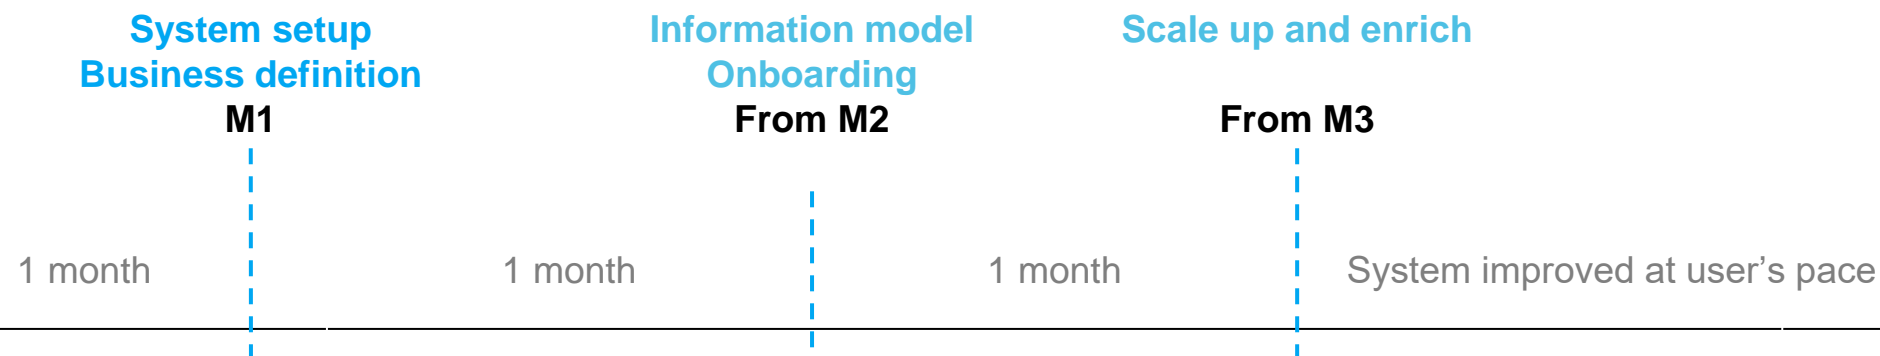 System setup
Business definition
M1
Information model
Onboarding
From M2
Scale up and enrich
From M3
1 month
1 month
1 month
System improved at user’s pace